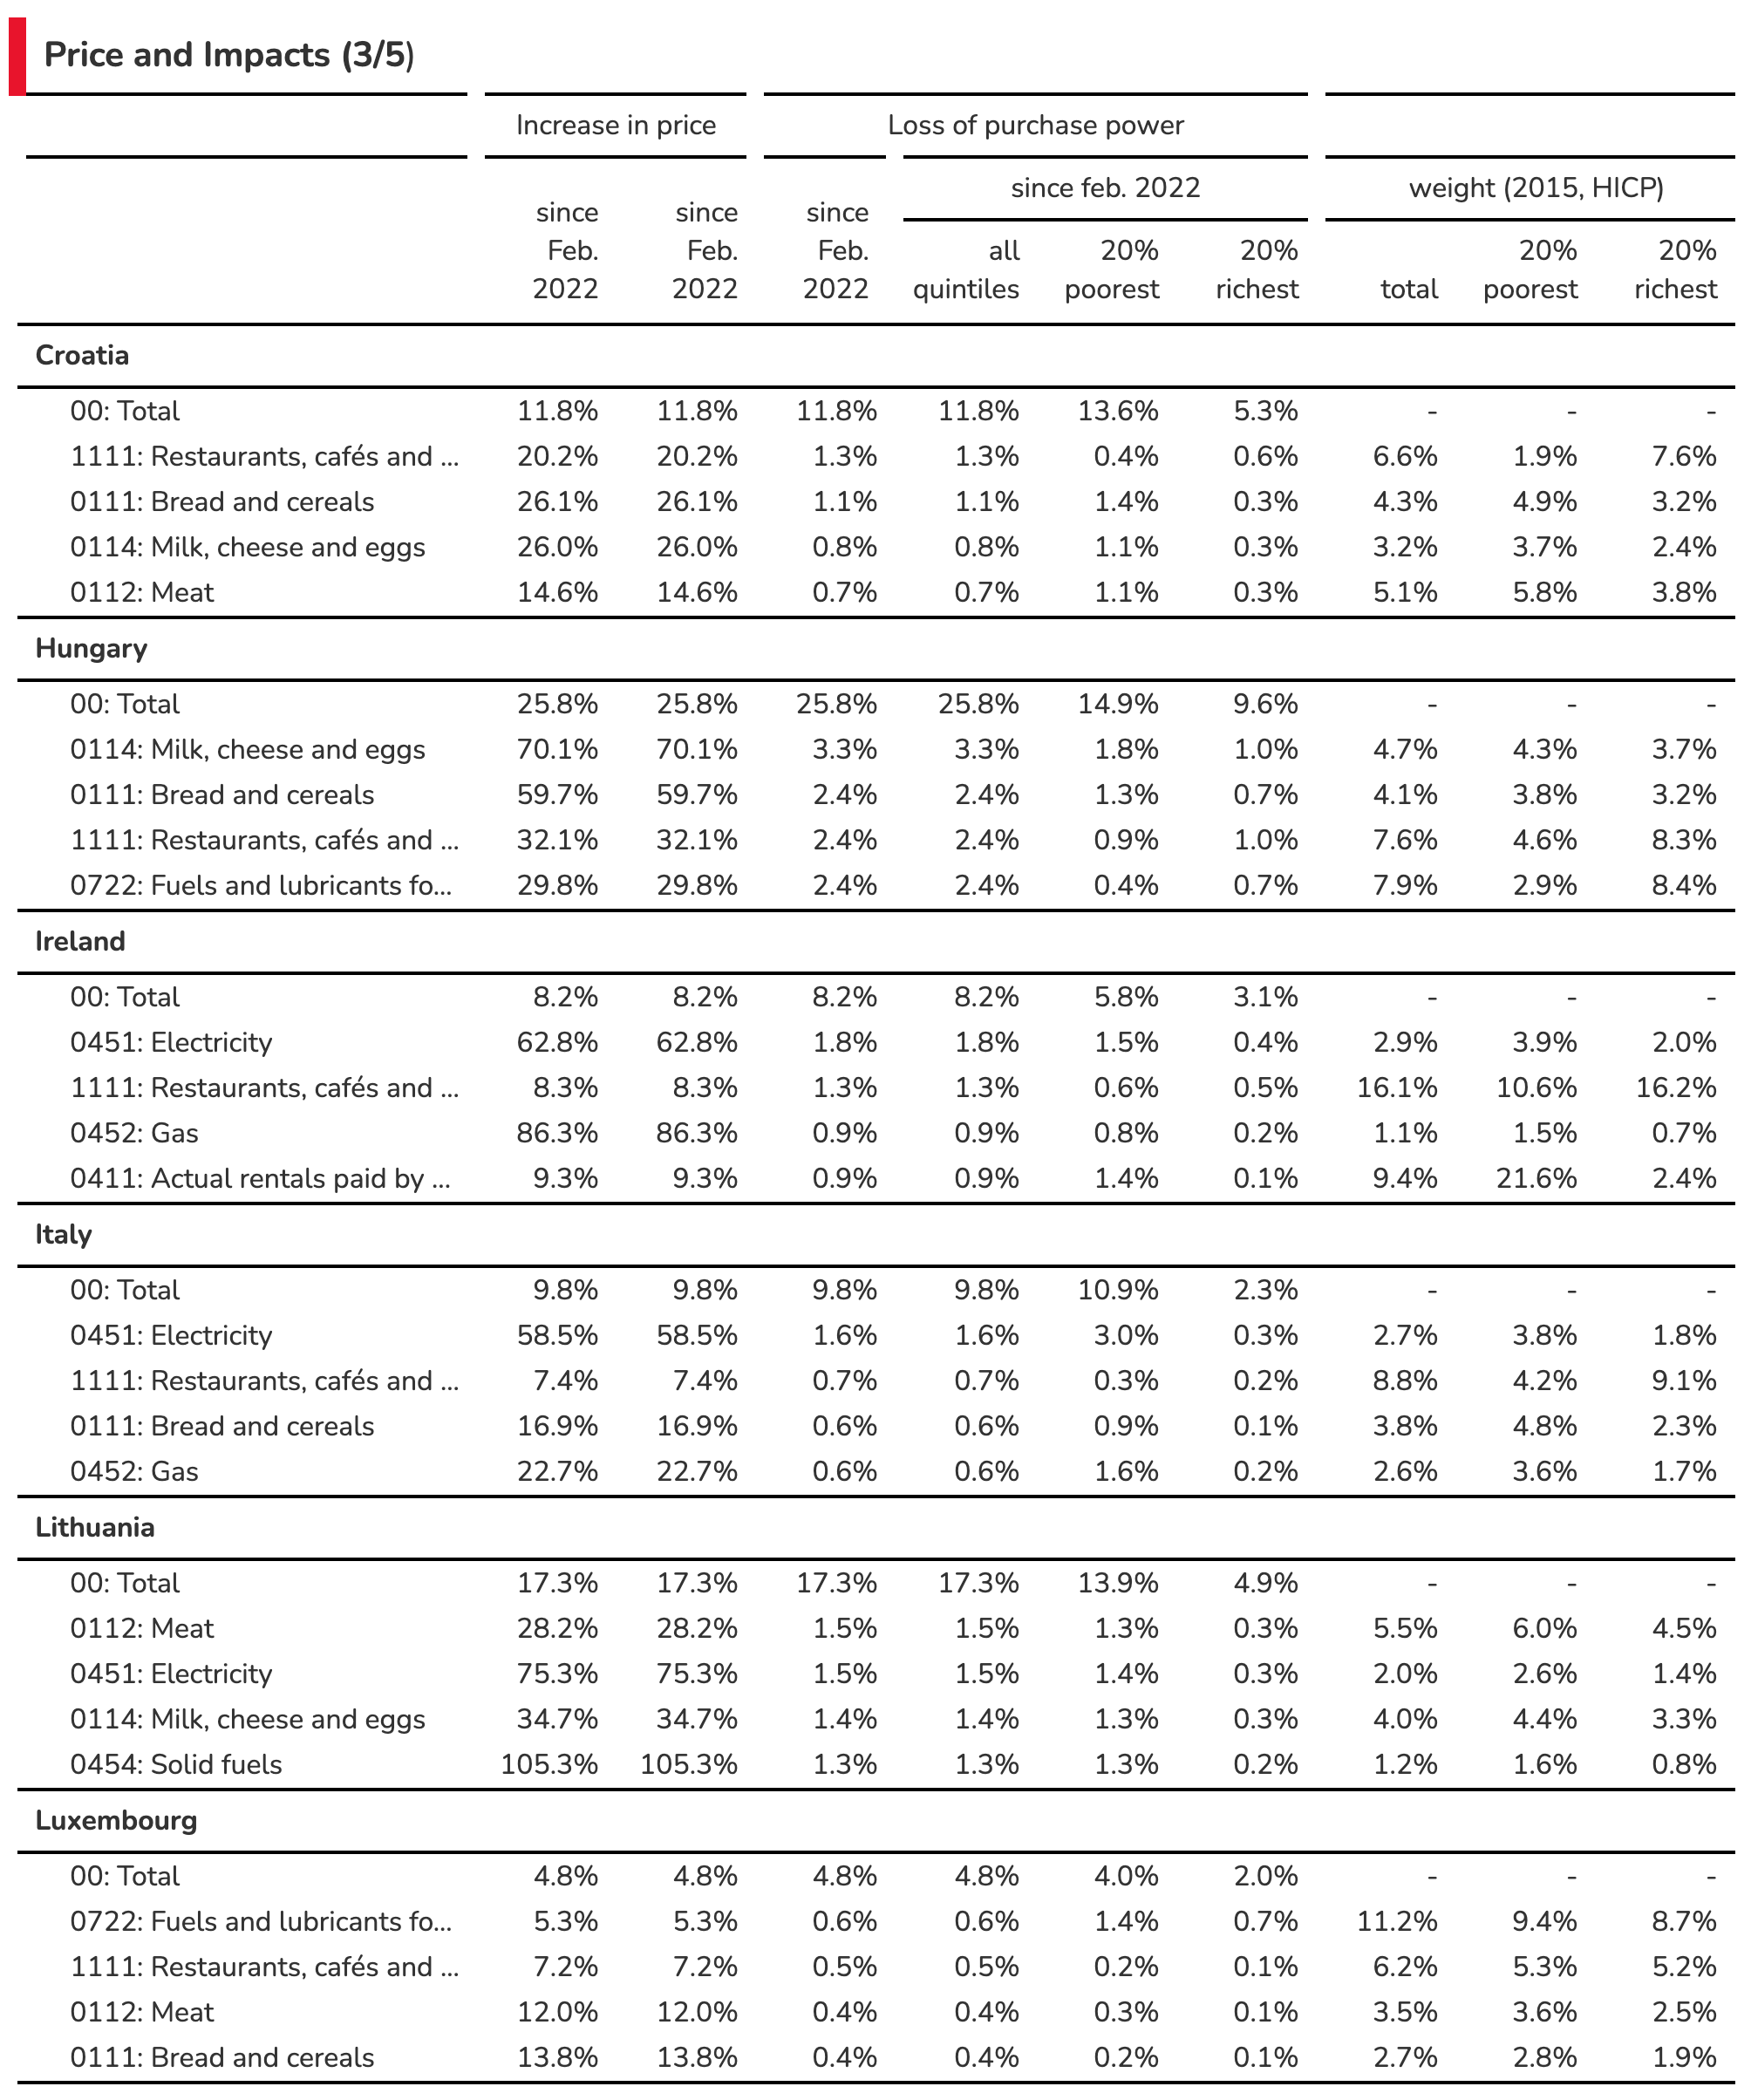 Price and Impacts (3/5)
Increase in price Loss of purchase power
since feb. 2022 weight (2015, HICP)
since since since
Feb. Feb. Feb. all 20% 20% 20% 20%
2022 2022 2022 quintiles poorest richest total poorest richest
Croatia
00: Total 11.8% 11.8% 11.8% 11.8% 13.6% 5.3% - - -
1111: Restaurants, cafés and ... 20.2% 20.2% 1.3% 1.3% 0.4% 0.6% 6.6% 1.9% 7.6%
0111: Bread and cereals 26.1% 26.1% 1.1% 1.1% 1.4% 0.3% 4.3% 4.9% 3.2%
0114: Milk, cheese and eggs 26.0% 26.0% 0.8% 0.8% 1.1% 0.3% 3.2% 3.7% 2.4%
0112: Meat 14.6% 14.6% 0.7% 0.7% 1.1% 0.3% 5.1% 5.8% 3.8%
Hungary
00: Total 25.8% 25.8% 25.8% 25.8% 14.9% 9.6% - - -
0114: Milk, cheese and eggs 70.1% 70.1% 3.3% 3.3% 1.8% 1.0% 4.7% 4.3% 3.7%
0111: Bread and cereals 59.7% 59.7% 2.4% 2.4% 1.3% 0.7% 4.1% 3.8% 3.2%
1111: Restaurants, cafés and ... 32.1% 32.1% 2.4% 2.4% 0.9% 1.0% 7.6% 4.6% 8.3%
0722: Fuels and lubricants fo... 29.8% 29.8% 2.4% 2.4% 0.4% 0.7% 7.9% 2.9% 8.4%
Ireland
00: Total 8.2% 8.2% 8.2% 8.2% 5.8% 3.1% - - -
0451: Electricity 62.8% 62.8% 1.8% 1.8% 1.5% 0.4% 2.9% 3.9% 2.0%
1111: Restaurants, cafés and ... 8.3% 8.3% 1.3% 1.3% 0.6% 0.5% 16.1% 10.6% 16.2%
0452: Gas 86.3% 86.3% 0.9% 0.9% 0.8% 0.2% 1.1% 1.5% 0.7%
0411: Actual rentals paid by ... 9.3% 9.3% 0.9% 0.9% 1.4% 0.1% 9.4% 21.6% 2.4%
Italy
00: Total 9.8% 9.8% 9.8% 9.8% 10.9% 2.3% - - -
0451: Electricity 58.5% 58.5% 1.6% 1.6% 3.0% 0.3% 2.7% 3.8% 1.8%
1111: Restaurants, cafés and ... 7.4% 7.4% 0.7% 0.7% 0.3% 0.2% 8.8% 4.2% 9.1%
0111: Bread and cereals 16.9% 16.9% 0.6% 0.6% 0.9% 0.1% 3.8% 4.8% 2.3%
0452: Gas 22.7% 22.7% 0.6% 0.6% 1.6% 0.2% 2.6% 3.6% 1.7%
Lithuania
00: Total 17.3% 17.3% 17.3% 17.3% 13.9% 4.9% - - -
0112: Meat 28.2% 28.2% 1.5% 1.5% 1.3% 0.3% 5.5% 6.0% 4.5%
0451: Electricity 75.3% 75.3% 1.5% 1.5% 1.4% 0.3% 2.0% 2.6% 1.4%
0114: Milk, cheese and eggs 34.7% 34.7% 1.4% 1.4% 1.3% 0.3% 4.0% 4.4% 3.3%
0454: Solid fuels 105.3% 105.3% 1.3% 1.3% 1.3% 0.2% 1.2% 1.6% 0.8%
Luxembourg
00: Total 4.8% 4.8% 4.8% 4.8% 4.0% 2.0% - - -
0722: Fuels and lubricants fo... 5.3% 5.3% 0.6% 0.6% 1.4% 0.7% 11.2% 9.4% 8.7%
1111: Restaurants, cafés and ... 7.2% 7.2% 0.5% 0.5% 0.2% 0.1% 6.2% 5.3% 5.2%
0112: Meat 12.0% 12.0% 0.4% 0.4% 0.3% 0.1% 3.5% 3.6% 2.5%
0111: Bread and cereals 13.8% 13.8% 0.4% 0.4% 0.2% 0.1% 2.7% 2.8% 1.9%